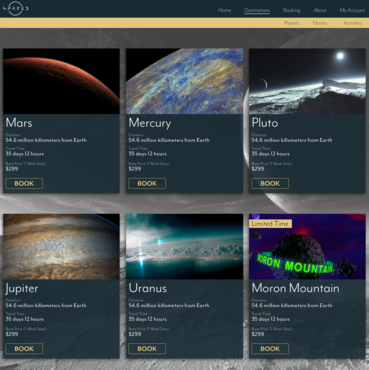 SPACED
Home Destinations Booking About My Account
Planets Moons Activities
Mars
Distance:
54.6 million kilometers from Earth
Travel Time:
35 days 12 hours
Base Price (1 Week Stay):
$299
BOOK
Mercury
Distance:
54.6 million kilometers from Earth
Travel Time:
35 days 12 hours
Base Price (1 Week Stay):
$299
BOOK
Pluto
Distance:
54.6 million kilometers from Earth
Travel Time:
35 days 12 hours
Base Price (1 Week Stay):
$299
BOOK
Jupiter
Distance:
54.6 million kilometers from Earth
Travel Time:
35 days 12 hours
Base Price (1 Week Stay):
$299
BOOK
Uranus
Distance:
54.6 million kilometers from Earth
Travel Time:
35 days 12 hours
Base Price (1 Week Stay):
$299
BOOK
Limited Time
MORON MOUNTAIN
Moron Mountain
Distance:
54.6 million kilometers from Earth
Travel Time:
35 days 12 hours
Base Price (1 Week Stay):
$299
BOOK